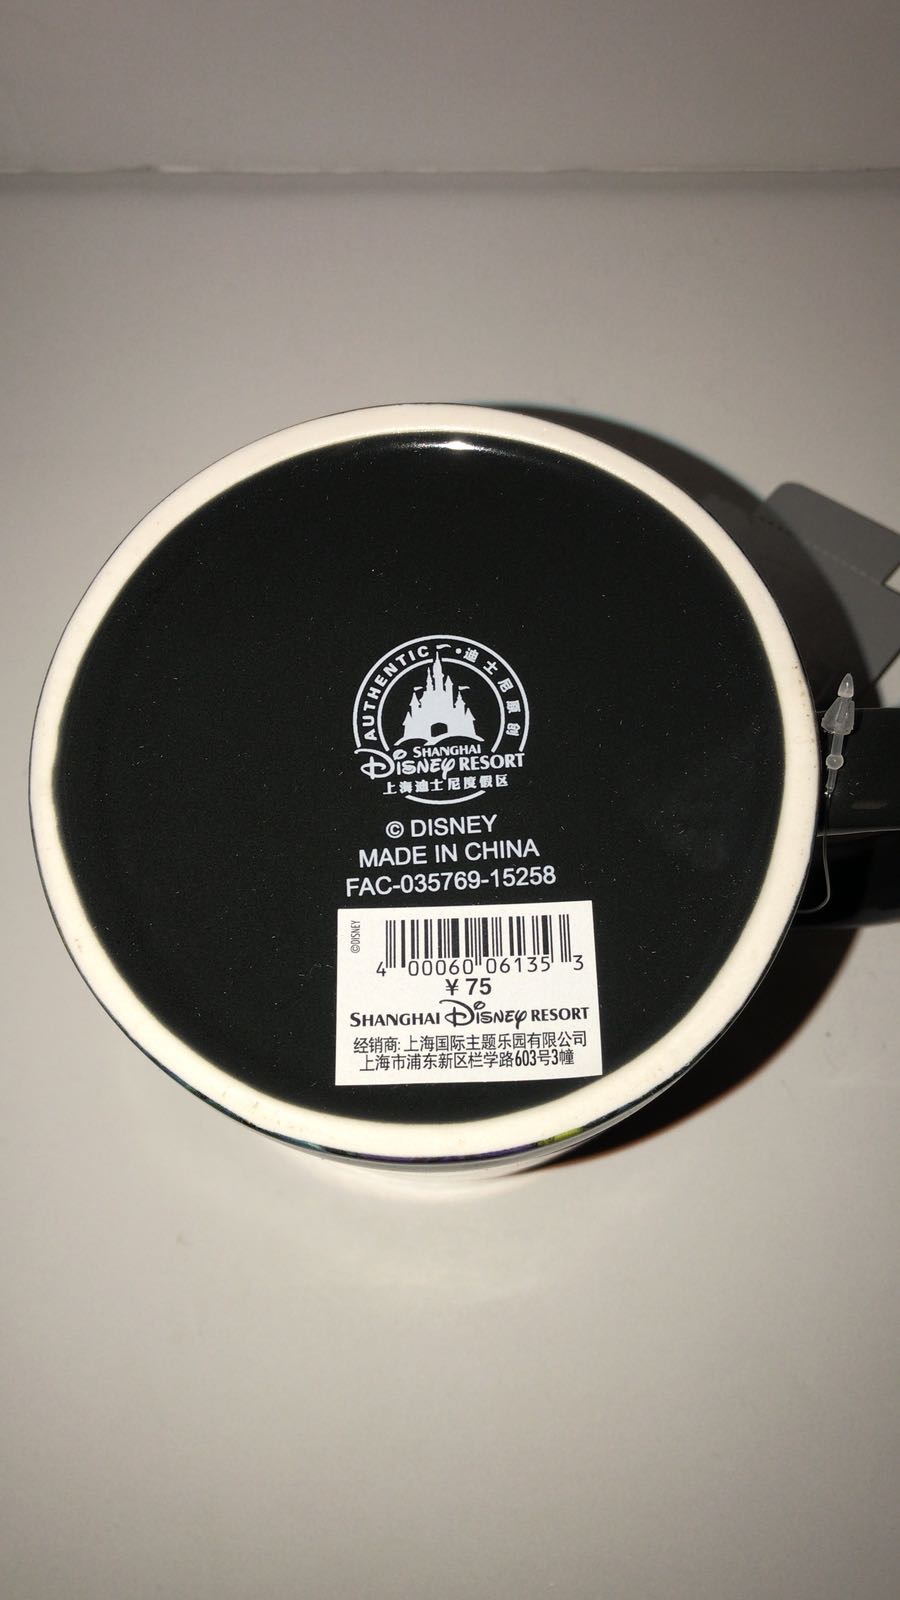 AUTHENTIC • 迪士尼原创
SHANGHAI
Disney RESORT
上海迪士尼度假区
© DISNEY
MADE IN CHINA
FAC-035769-15258
©DISNEY
4 00060 06135 3
¥ 75
SHANGHAI Disney RESORT
经销商: 上海国际主题乐园有限公司
上海市浦东新区栏学路603号3幢